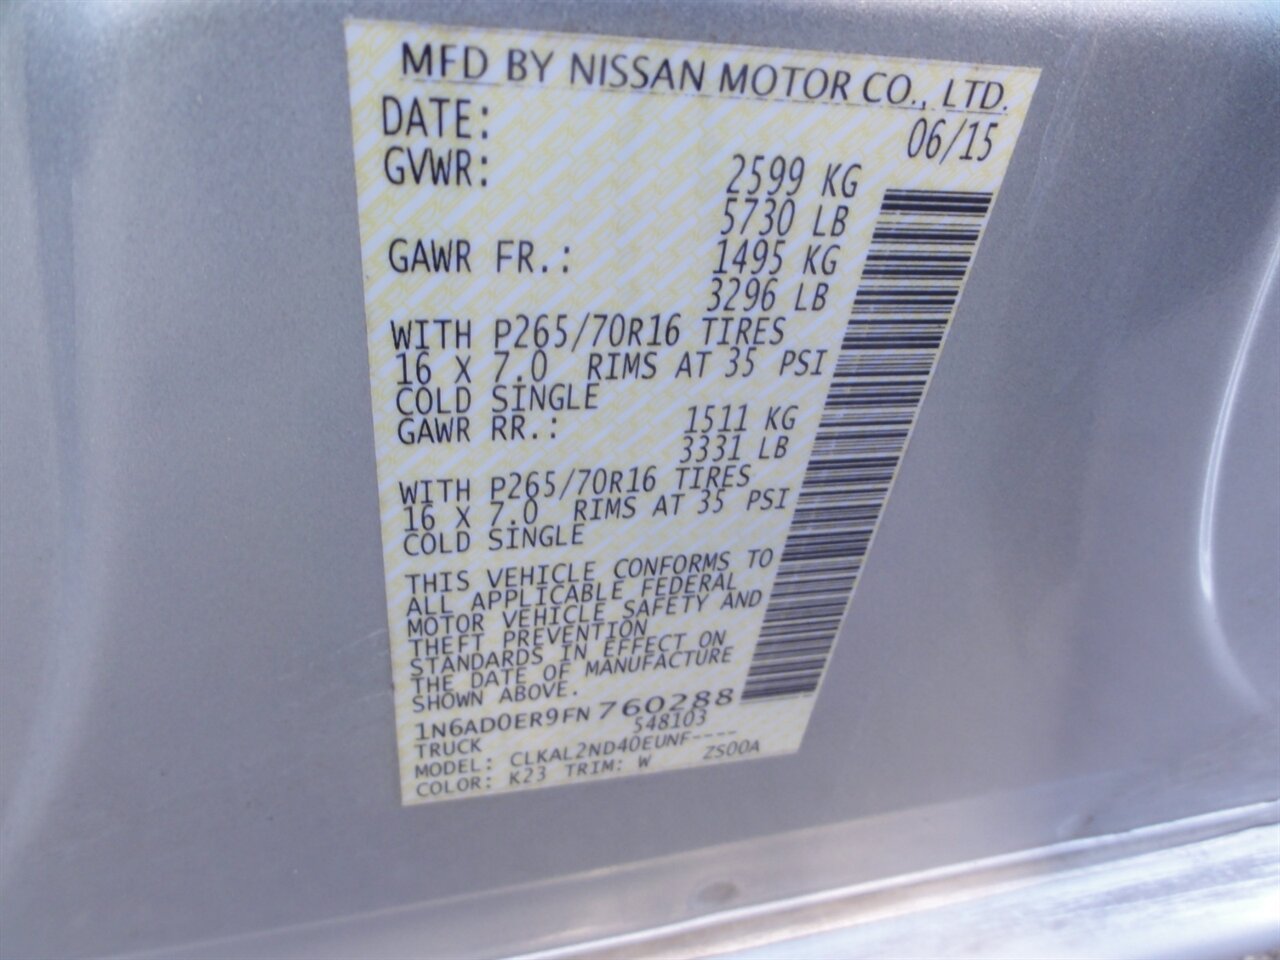 MFD BY NISSAN MOTOR CO., LTD.
DATE: 06/15
GVWR: 2599 KG
5730 LB
GAWR FR.: 1495 KG
3296 LB
WITH P265/70R16 TIRES
16 X 7.0 RIMS AT 35 PSI
COLD SINGLE
GAWR RR.: 1511 KG
3331 LB
WITH P265/70R16 TIRES
16 X 7.0 RIMS AT 35 PSI
COLD SINGLE
THIS VEHICLE CONFORMS TO
ALL APPLICABLE FEDERAL
MOTOR VEHICLE SAFETY AND
THEFT PREVENTION
STANDARDS IN EFFECT ON
THE DATE OF MANUFACTURE
SHOWN ABOVE.
1N6AD0ER9FN760288
TRUCK 548103
MODEL: CLKAL2ND40EUNF----
COLOR: K23 TRIM: W ZS00A